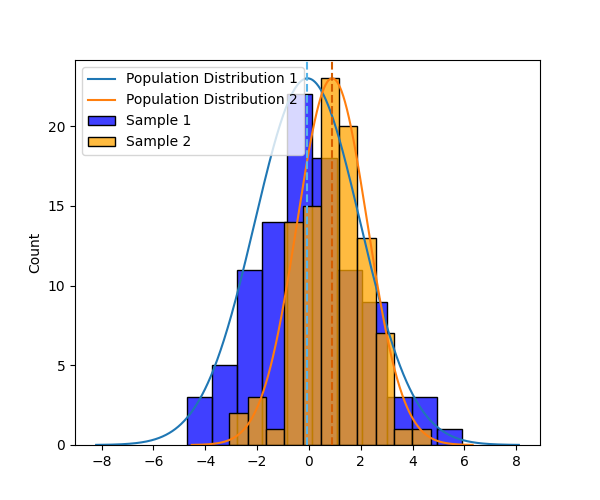 Population Distribution 1
Population Distribution 2
Sample 1
Sample 2
Count
20
15
10
5
0
−8 −6 −4 −2 0 2 4 6 8